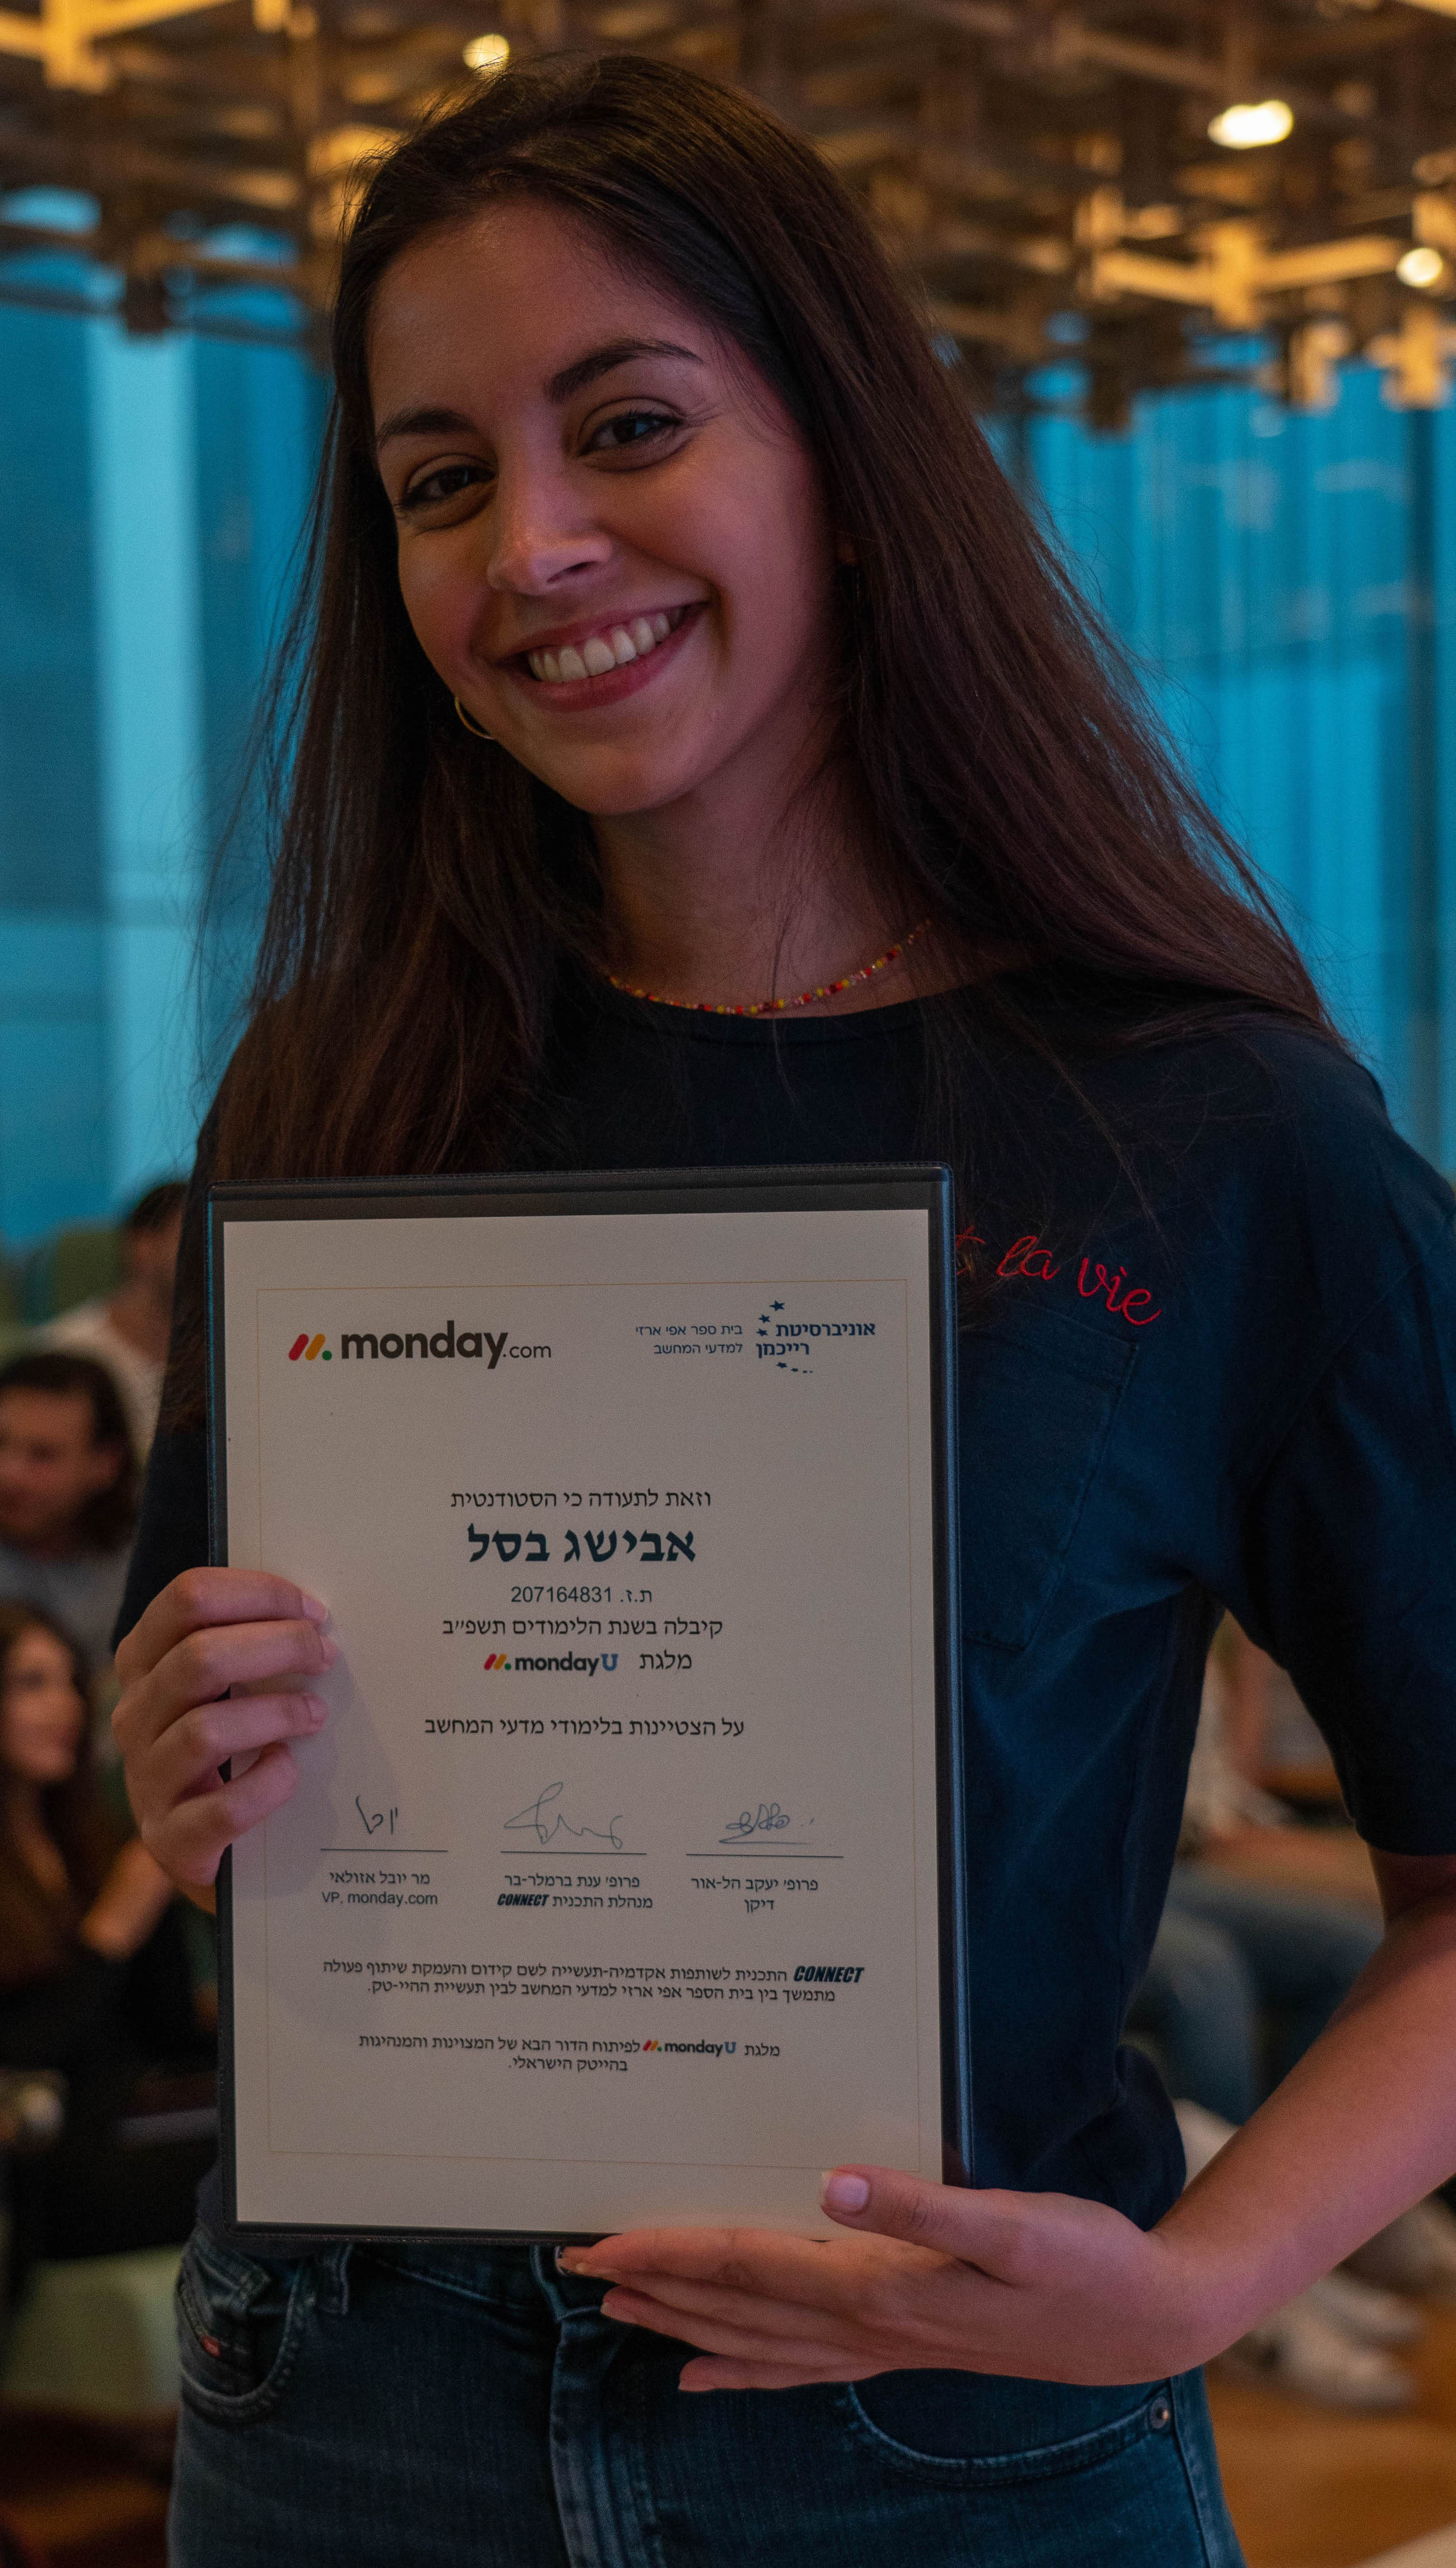 t la vie
monday.com
אוניברסיטת
רייכמן
בית ספר אפי ארזי
למדעי המחשב
וזאת לתעודה כי הסטודנטית
אבישג בסל
ת.ז. 207164831
קיבלה בשנת הלימודים תשפ״ב
מלגת mondayU
על הצטיינות בלימודי מדעי המחשב
פרופ׳ יעקב הל-אור
דיקן
פרופ׳ ענת ברמלר-בר
מנהלת התכנית CONNECT
מר יובל אזולאי
VP, monday.com
CONNECT התכנית לשותפות אקדמיה-תעשייה לשם קידום והעמקת שיתוף פעולה
מתמשך בין בית הספר אפי ארזי למדעי המחשב לבין תעשיית ההיי-טק.
מלגת mondayU לפיתוח הדור הבא של המצוינות והמנהיגות
בהייטק הישראלי.